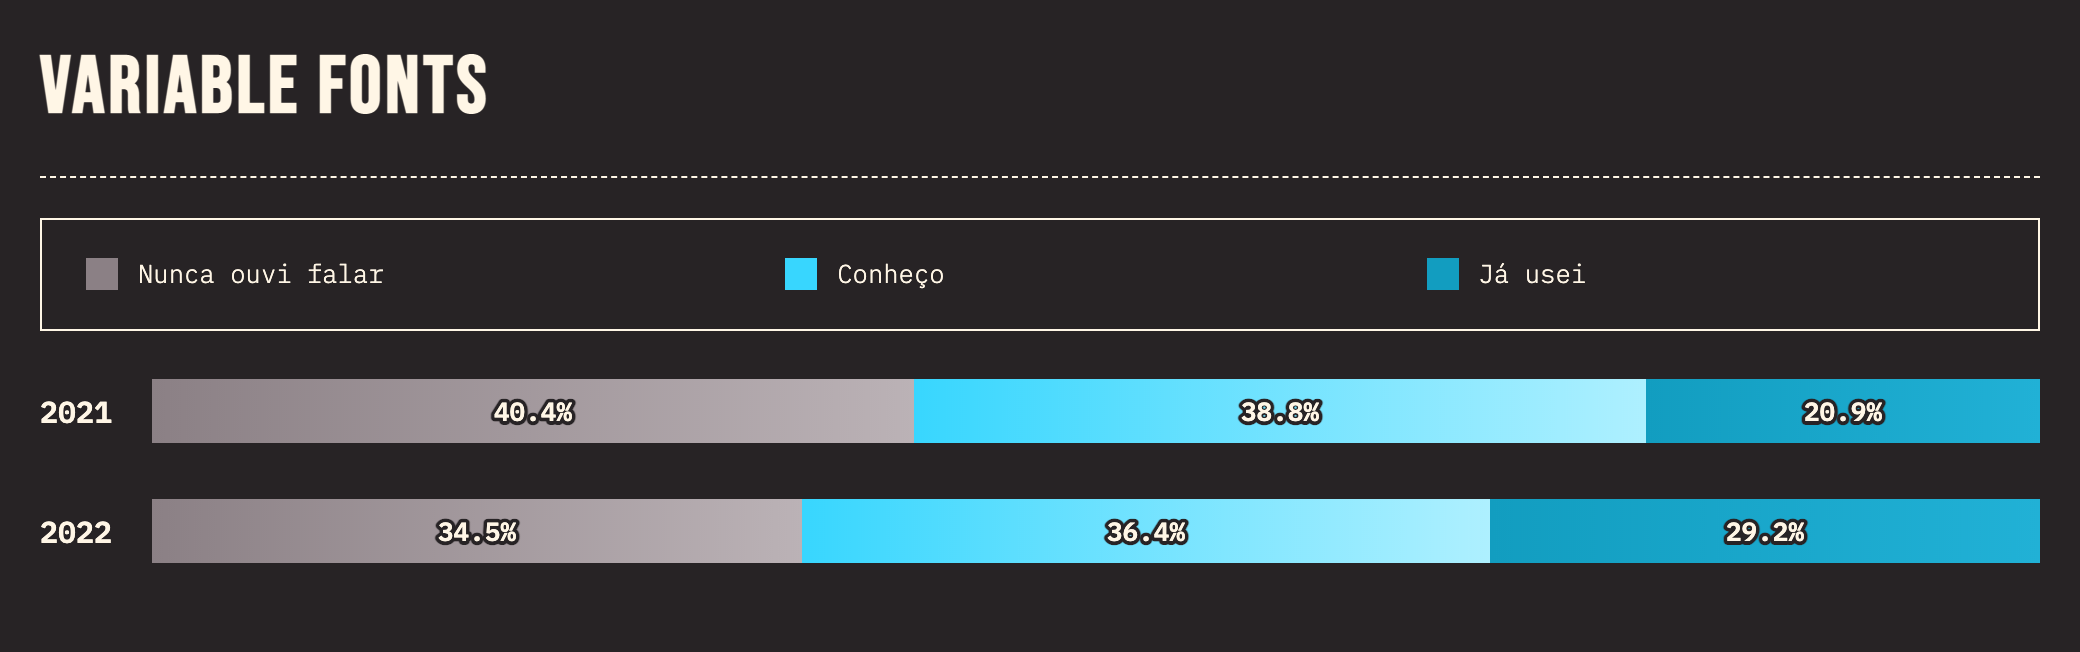 VARIABLE FONTS
Nunca ouvi falar Conheço Já usei
2021 40.4% 38.8% 20.9%
2022 34.5% 36.4% 29.2%